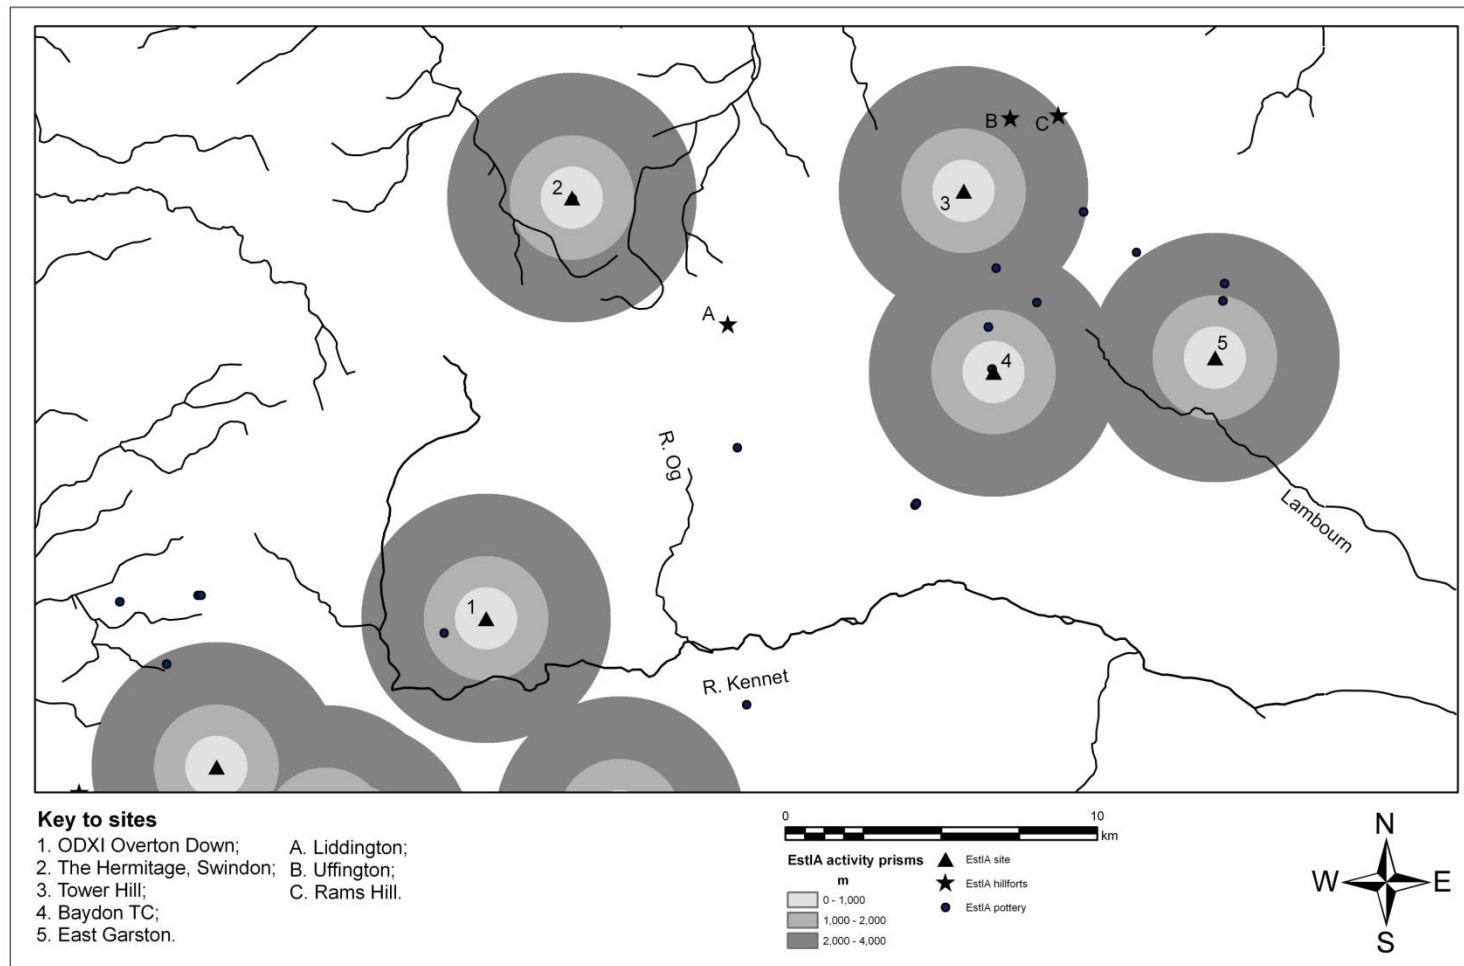 B
C
2
3
A
5
4
R. Og
Lambourn
1
R. Kennet
Key to sites
1. ODXI Overton Down;
2. The Hermitage, Swindon;
3. Tower Hill;
4. Baydon TC;
5. East Garston.
A. Liddington;
B. Uffington;
C. Rams Hill.
0 10
km
EstIA activity prisms
m
0 - 1,000
1,000 - 2,000
2,000 - 4,000
EstIA site
EstIA hillforts
EstIA pottery
N
W E
S